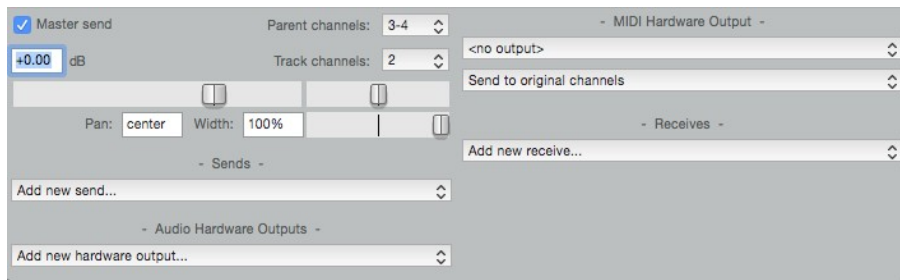 Master send
Parent channels: 3-4
+0.00 dB
Track channels: 2
Pan: center Width: 100%
- Sends -
Add new send...
- Audio Hardware Outputs -
Add new hardware output...
- MIDI Hardware Output -
<no output>
Send to original channels
- Receives -
Add new receive...